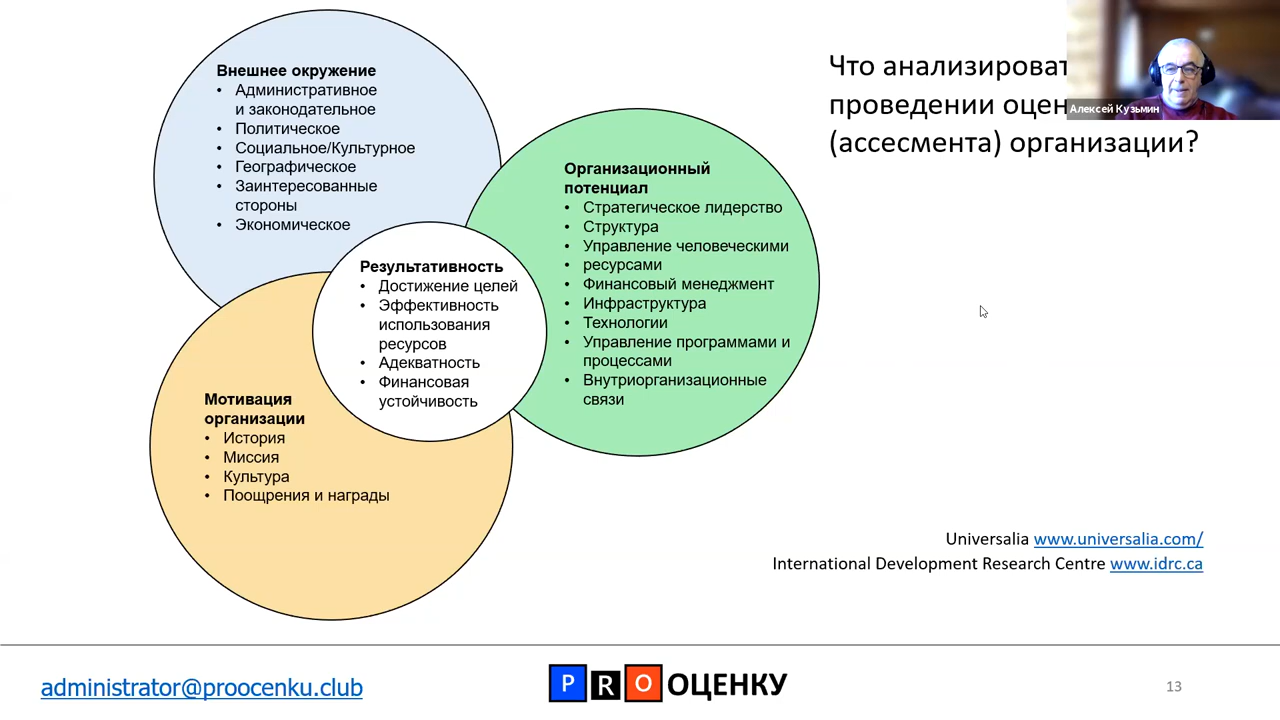 Внешнее окружение
• Административное
и законодательное
• Политическое
• Социальное/Культурное
• Географическое
• Заинтересованные
стороны
• Экономическое
Организационный
потенциал
• Стратегическое лидерство
• Структура
• Управление человеческими
• ресурсами
• Финансовый менеджмент
• Инфраструктура
• Технологии
• Управление программами и
процессами
• Внутриорганизационные
связи
Результативность
• Достижение целей
• Эффективность
использования
ресурсов
• Адекватность
• Финансовая
устойчивость
Мотивация
организации
• История
• Миссия
• Культура
• Поощрения и награды
Что
проведении
(ассесмента) организации?
Алексей Кузьмин
Universalia www.universalia.com/
International Development Research Centre www.idrc.ca
administrator@proocenku.club
PRO ОЦЕНКУ
13